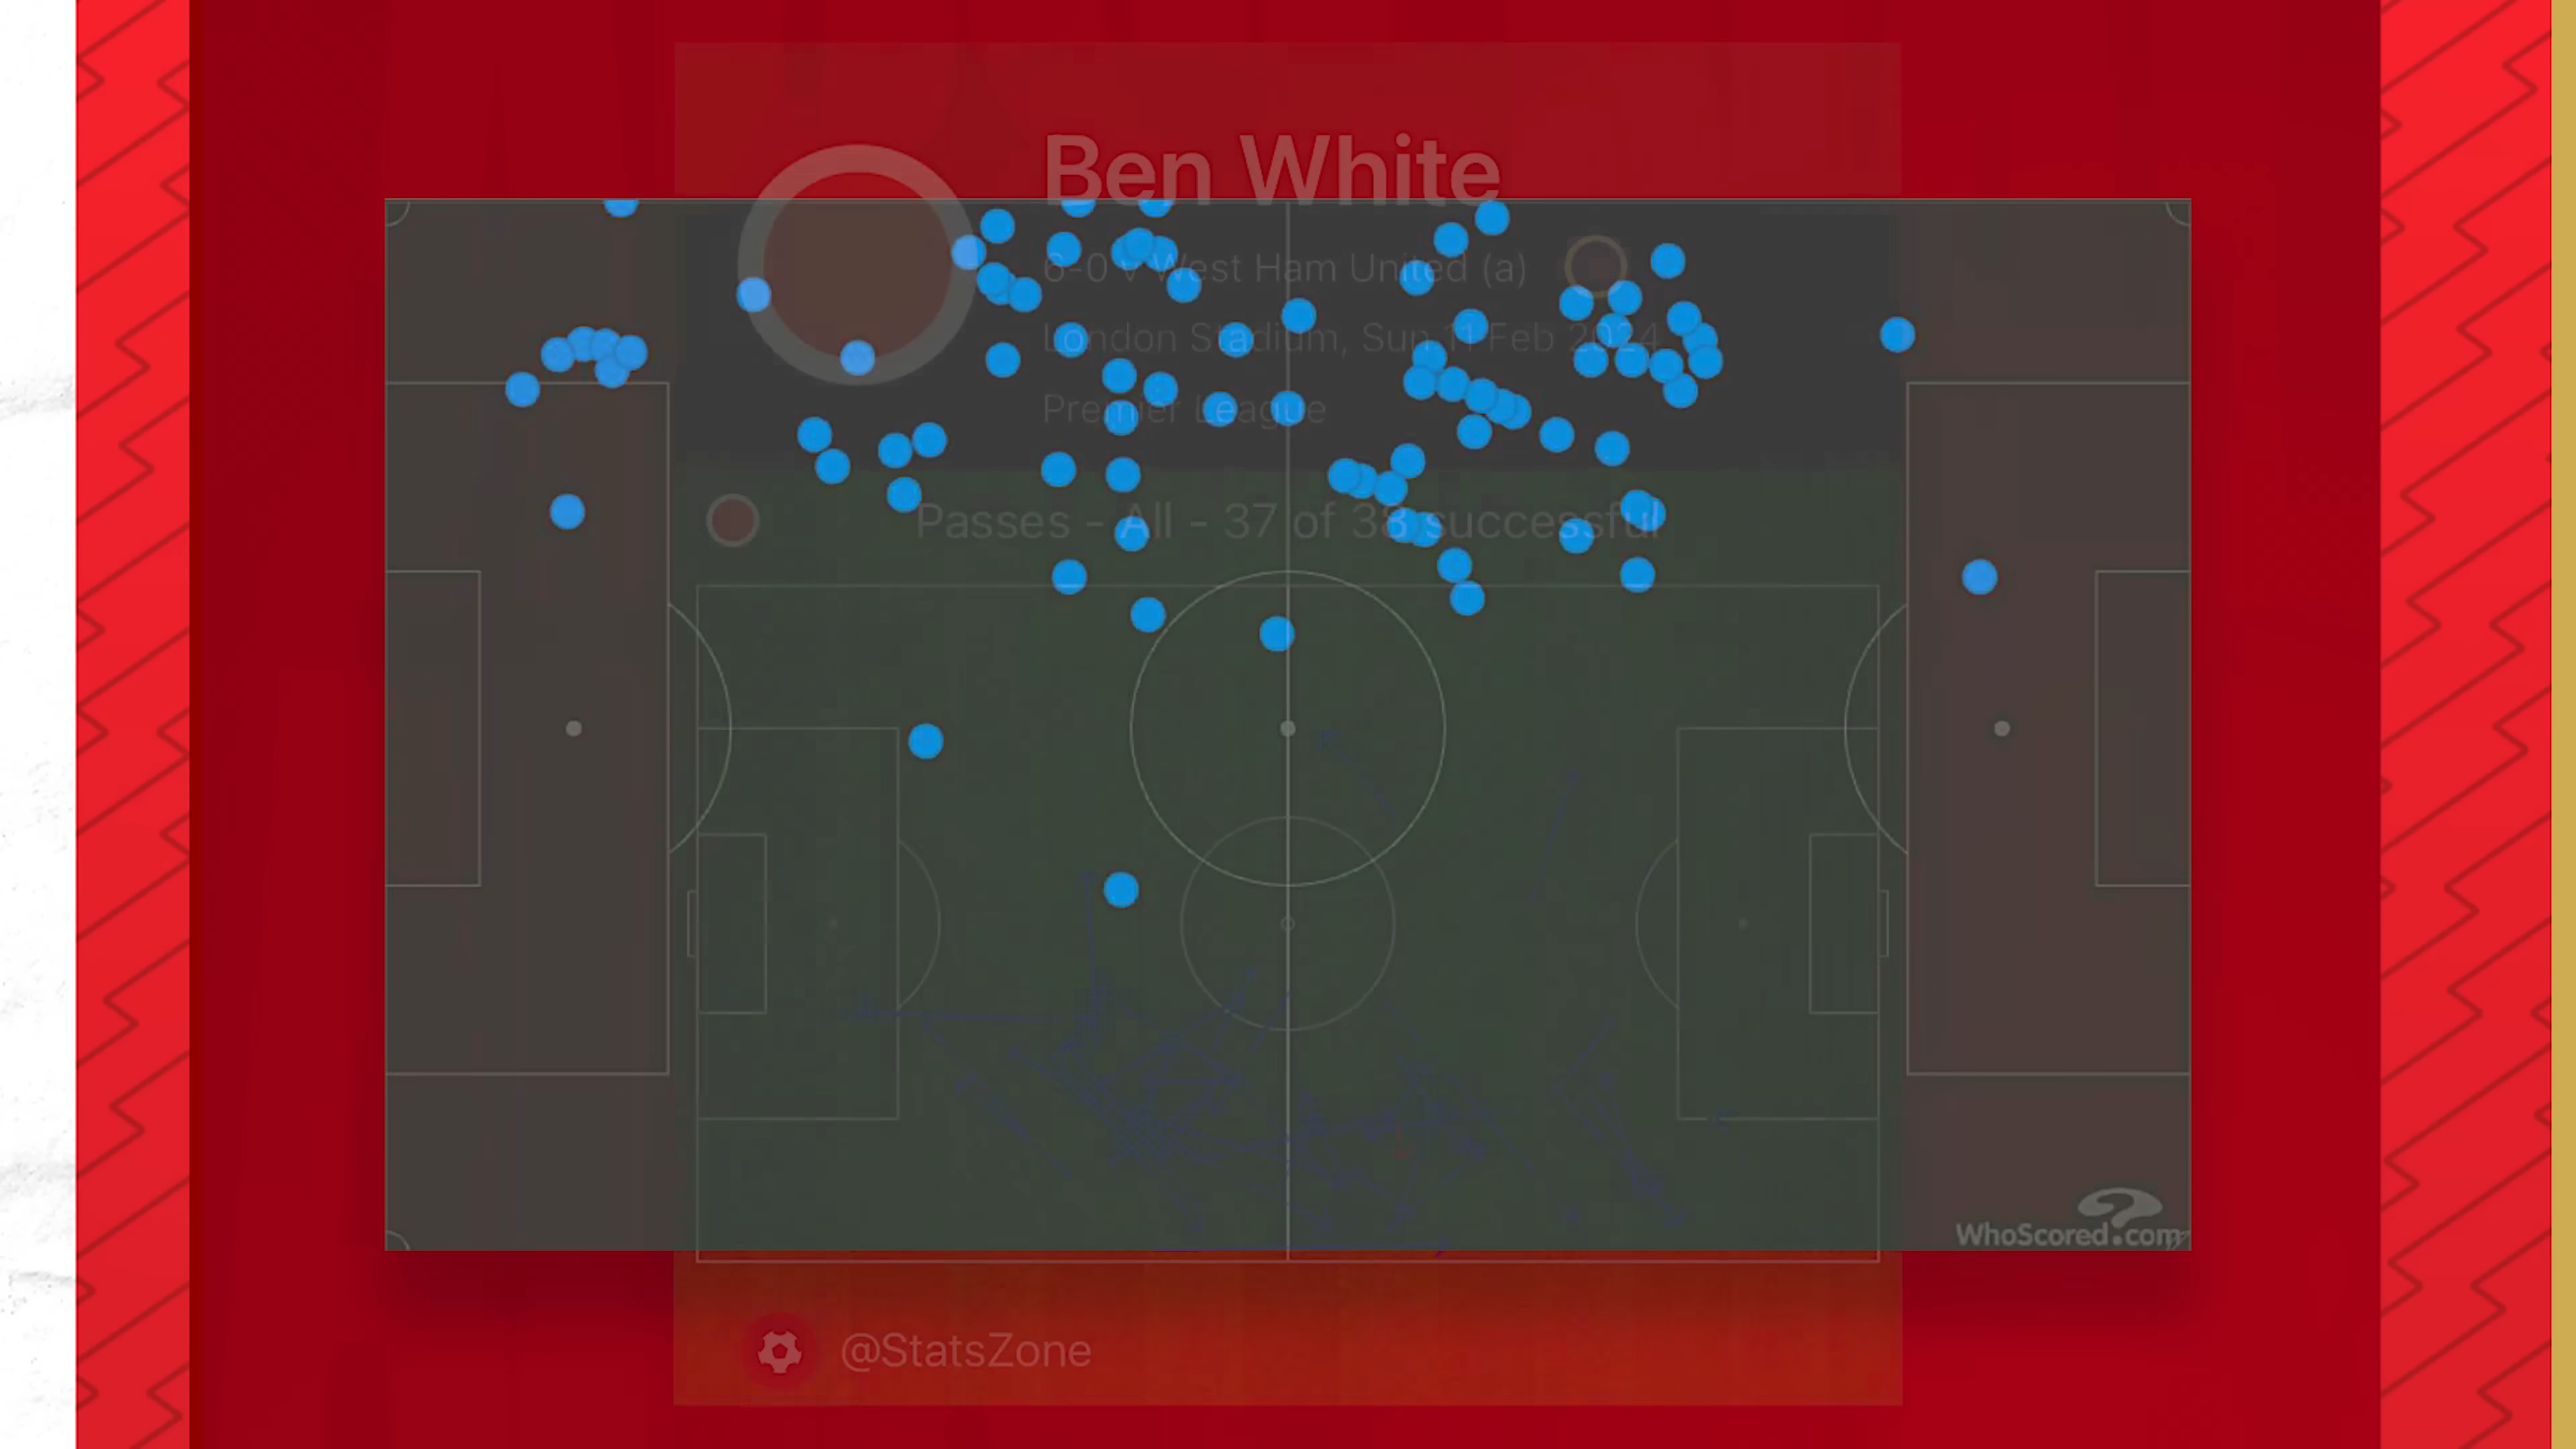 Ben White
6-0 v West Ham United (a)
London Stadium, Sun 11 Feb 2024
Premier League
Passes - All - 37 of 38 successful
WhoScored.com
@StatsZone